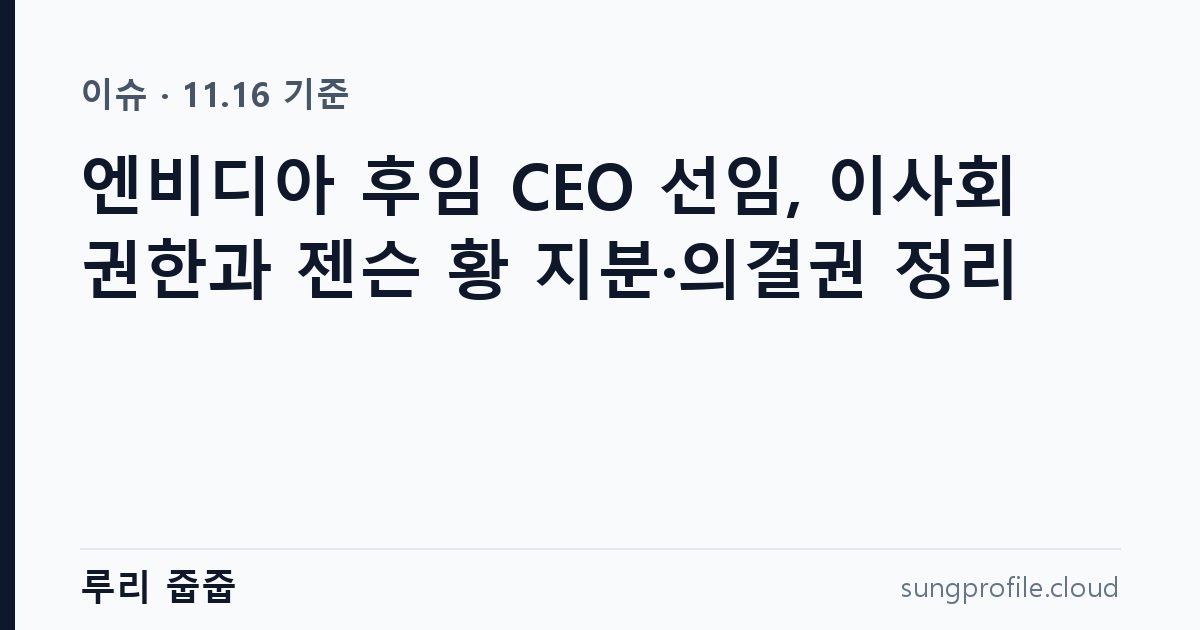 이슈 · 11.16 기준
엔비디아 후임 CEO 선임, 이사회
권한과 젠슨 황 지분·의결권 정리
루리 줍줍
sungprofile.cloud